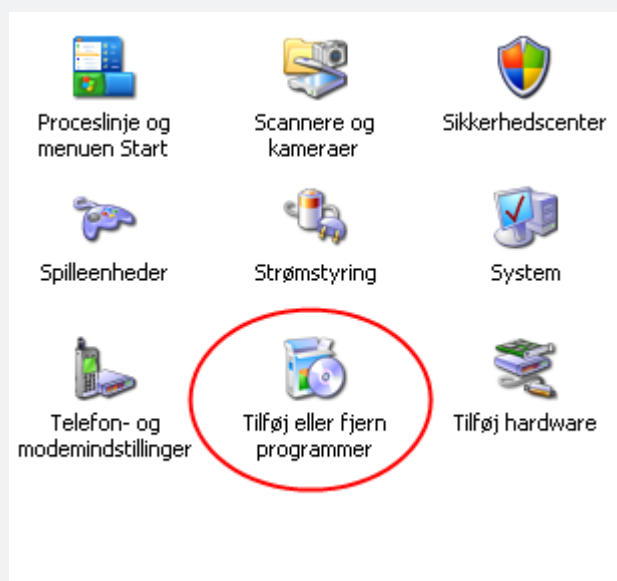 Proceslinje og
menuen Start
Scannere og
kameraer
Sikkerhedscenter
Spilleenheder
Strømstyring
System
Telefon- og
modemindstillinger
Tilføj eller fjern
programmer
Tilføj hardware